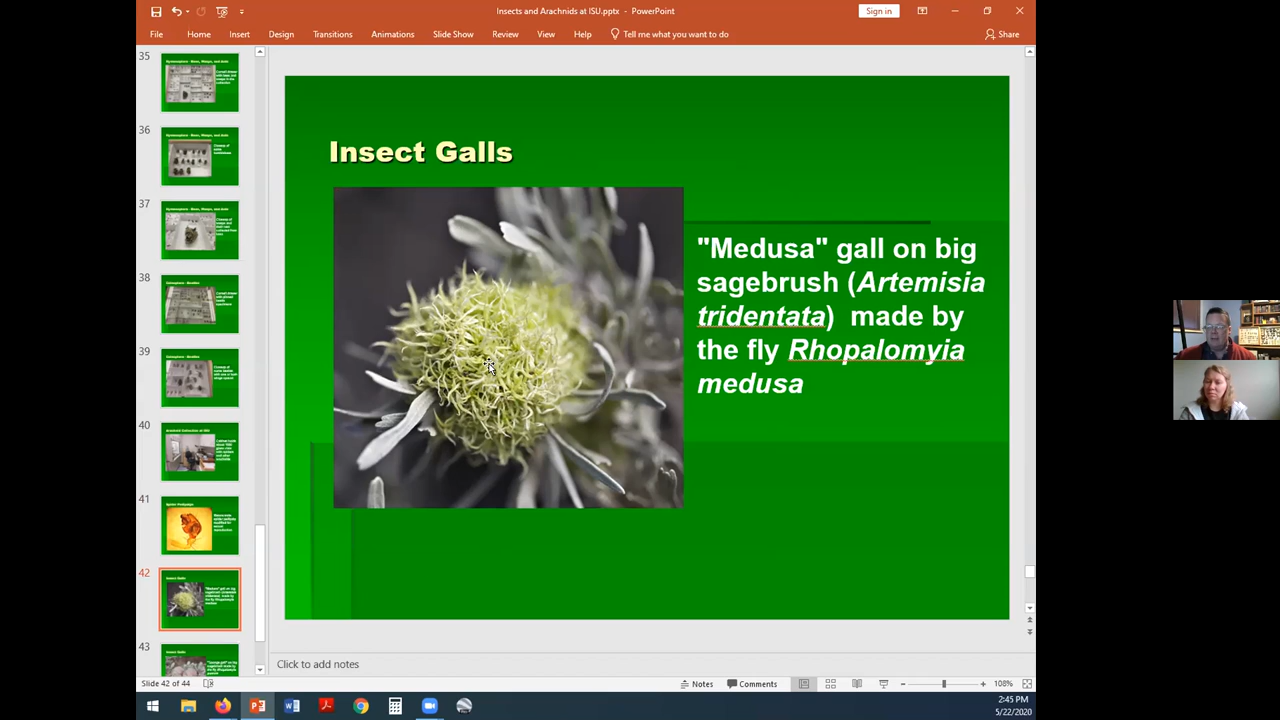 Insects and Arachnids at ISU.pptx - PowerPoint
Sign in
File Home Insert Design Transitions Animations Slide Show Review View Help Tell me what you want to do Share
35
36
37
38
39
40
41
42
43
Insect Galls
"Medusa" gall on big
sagebrush (Artemisia
tridentata) made by
the fly Rhopalomyia
medusa
Click to add notes
Slide 42 of 44
Notes Comments
108%
2:45 PM
5/22/2020